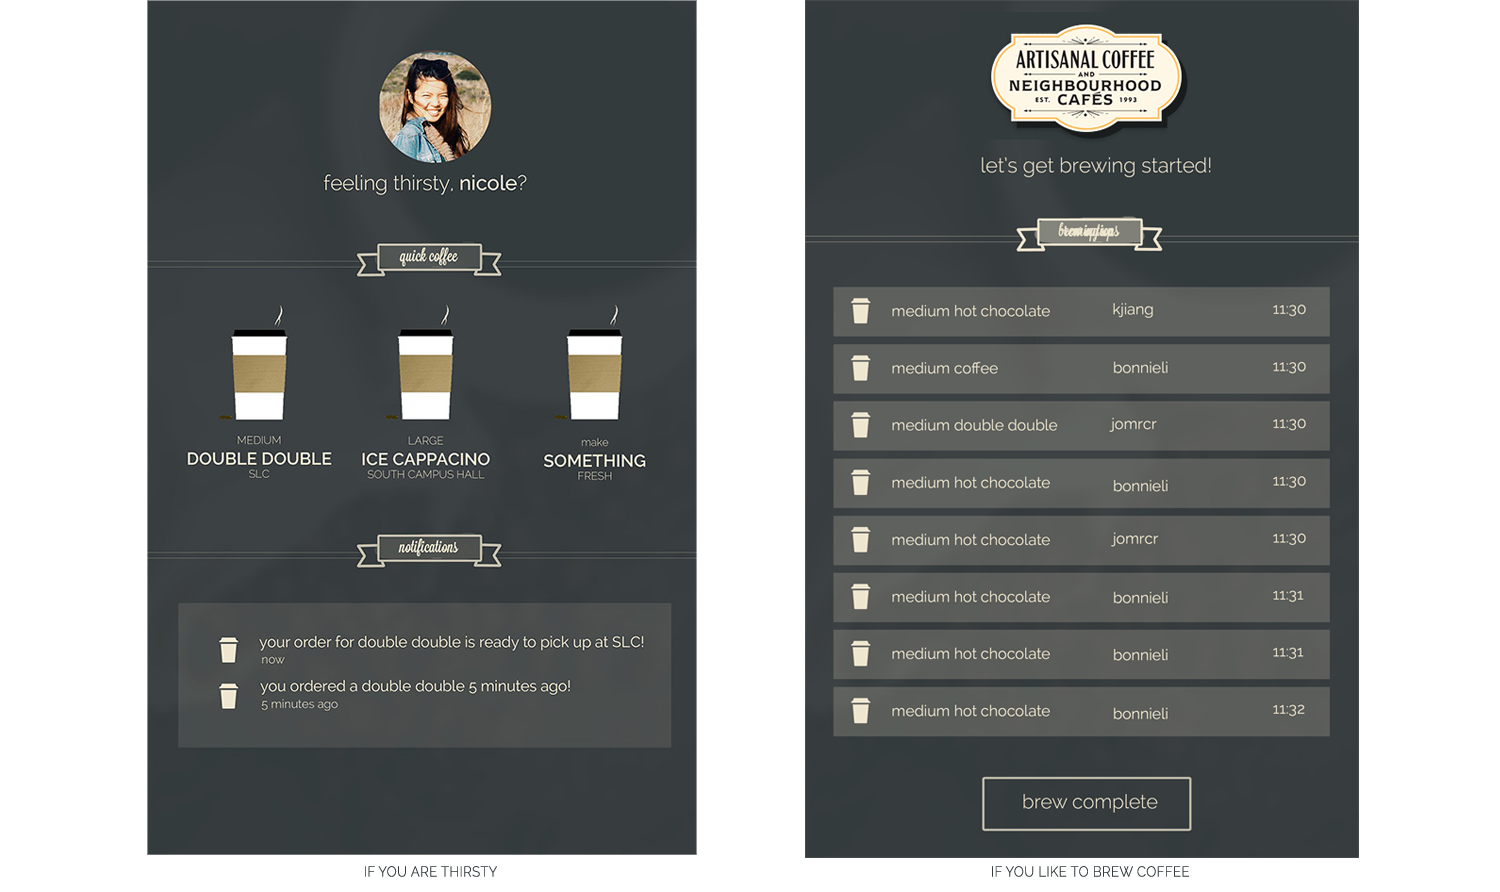 feeling thirsty, nicole?
quick coffee
MEDIUM
DOUBLE DOUBLE
SLC
LARGE
ICE CAPPACINO
SOUTH CAMPUS HALL
make
SOMETHING
FRESH
notifications
your order for double double is ready to pick up at SLC!
now
you ordered a double double 5 minutes ago!
5 minutes ago
IF YOU ARE THIRSTY
ARTISANAL COFFEE
AND
NEIGHBOURHOOD
EST. CAFÉS 1993
let's get brewing started!
medium hot chocolate kjiang 11:30
medium coffee bonnieli 11:30
medium double double jomrcr 11:30
medium hot chocolate bonnieli 11:30
medium hot chocolate jomrcr 11:30
medium hot chocolate bonnieli 11:31
medium hot chocolate bonnieli 11:31
medium hot chocolate bonnieli 11:32
brew complete
IF YOU LIKE TO BREW COFFEE